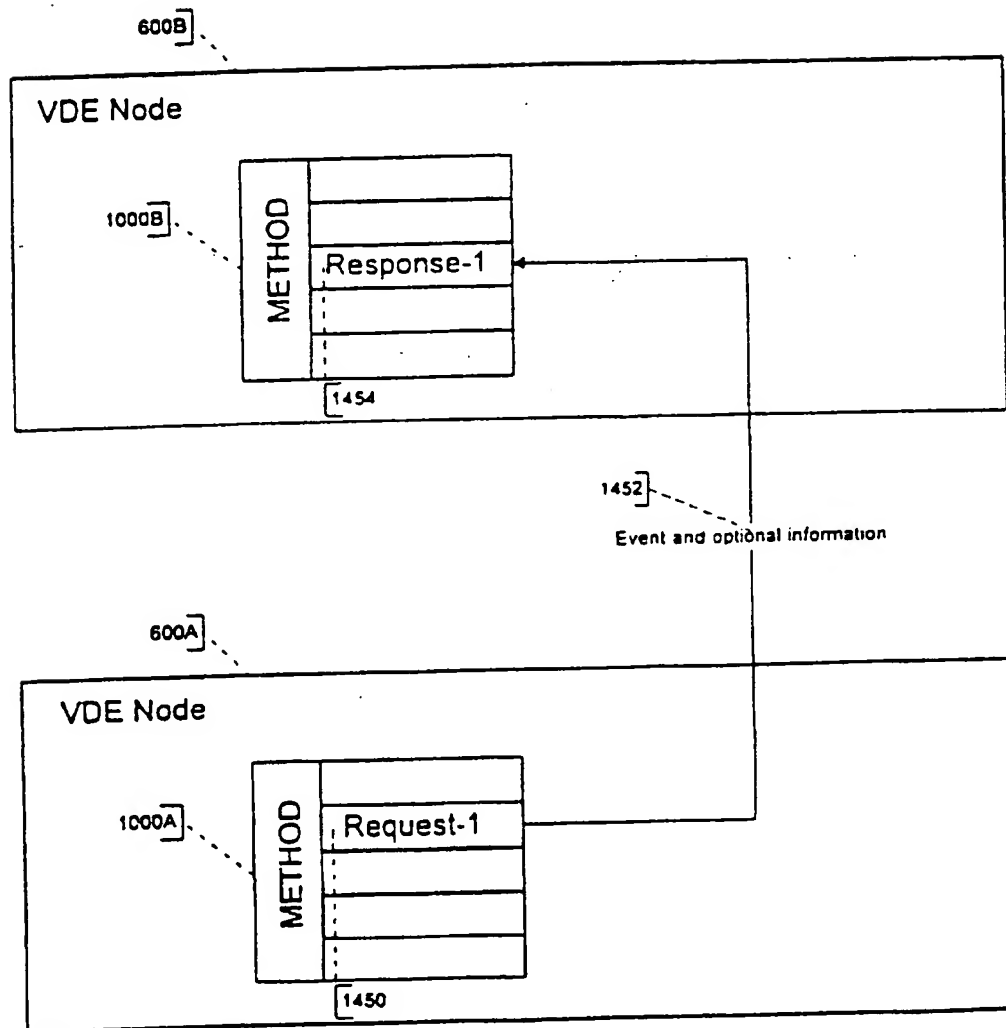 600B
VDE Node
1000B
METHOD
Response-1
1454
1452
Event and optional information
600A
VDE Node
1000A
METHOD
Request-1
1450